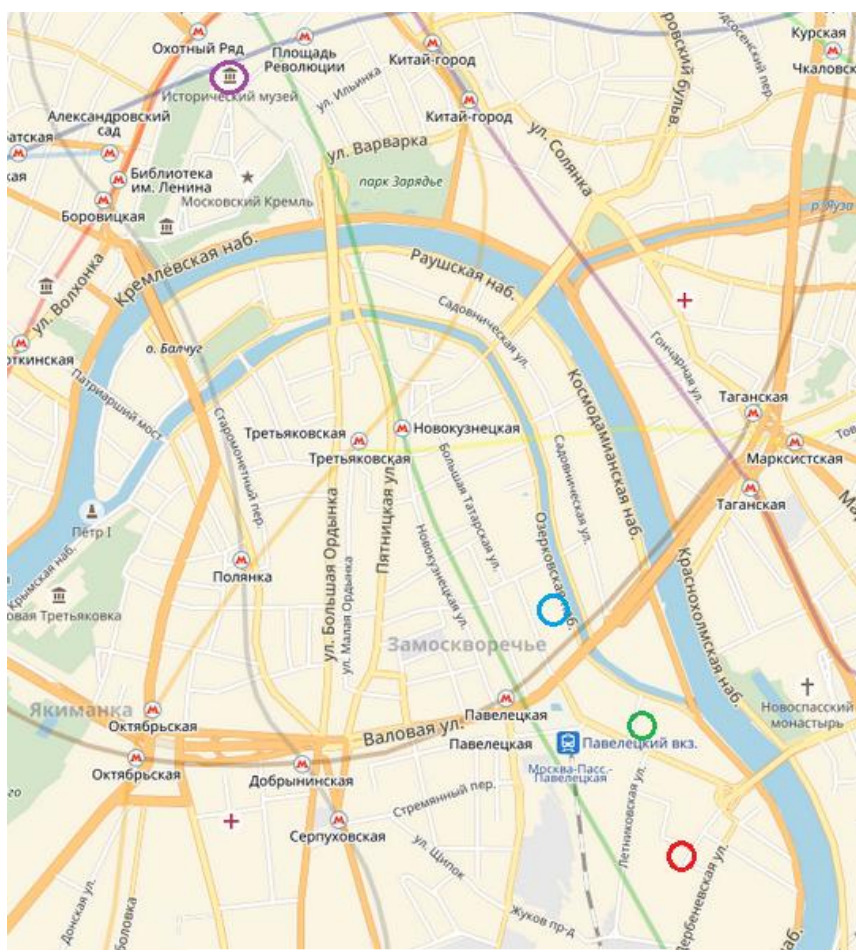 Охотный Ряд
Площадь
Революции
Китай-город
Курская
Чкаловск
Исторический музей
ул. Ильинка
Китай-город
Александровский
сад
ул. Варварка
ул. Солянка
Библиотека
им. Ленина
парк Зарядье
Московский Кремль
Боровицкая
р. Яуза
Кремлёвская наб.
Раушская наб.
ул. Волхонка
Садовническая ул.
Гончарная ул.
о. Балчуг
Патриарший мост
Космодамианская наб.
Таганская
Старомонетный пер.
Третьяковская
Новокузнецкая
Третьяковская
Марксистская
Большая Татарская ул.
Садовническая ул.
Таганская
Пётр I
ул. Большая Ордынка
Пятницкая ул.
Новокузнецкая ул.
Озерковская наб.
Крымская наб.
Полянка
ул. Малая Ордынка
Краснохолмская наб.
Замоскворечье
Новоспасский
монастырь
Якиманка
Октябрьская
Валовая ул.
Павелецкая
Павелецкая
Павелецкий вкз.
Октябрьская
Добрынинская
Москва-Пасс.-
Павелецкая
Стремянный пер.
Серпуховская
ул. Щипок
Летниковская ул.
Жуков пр-д
Донская ул.